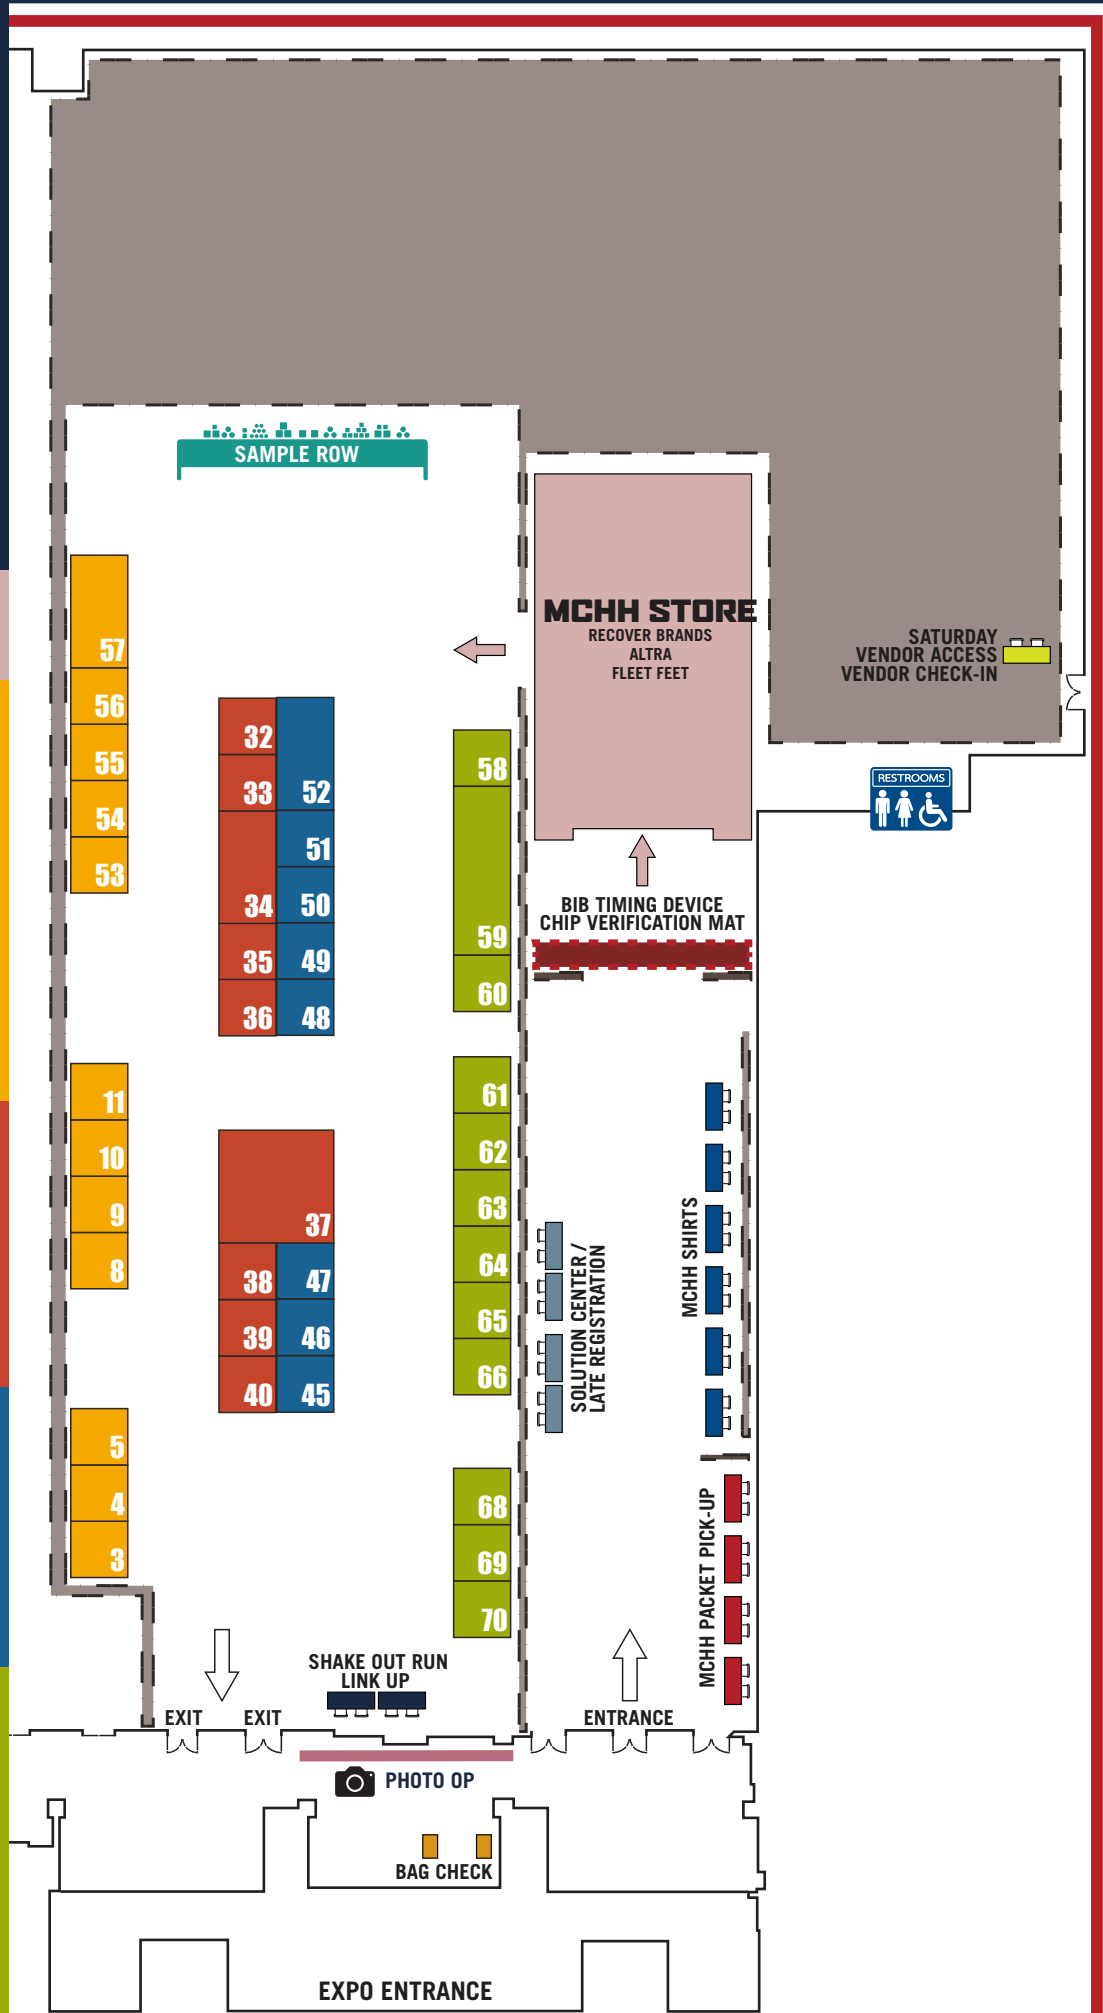 SAMPLE ROW
MCHH STORE
RECOVER BRANDS
ALTRA
FLEET FEET
SATURDAY
VENDOR ACCESS
VENDOR CHECK-IN
RESTROOMS
57
56
55
54
53
32
33
34
35
36
52
51
50
49
48
58
59
60
BIB TIMING DEVICE
CHIP VERIFICATION MAT
11
10
9
8
37
38
39
40
47
46
45
61
62
63
64
65
66
SOLUTION CENTER /
LATE REGISTRATION
MCHH SHIRTS
5
4
3
68
69
70
MCHH PACKET PICK-UP
SHAKE OUT RUN
LINK UP
EXIT
EXIT
ENTRANCE
PHOTO OP
BAG CHECK
EXPO ENTRANCE